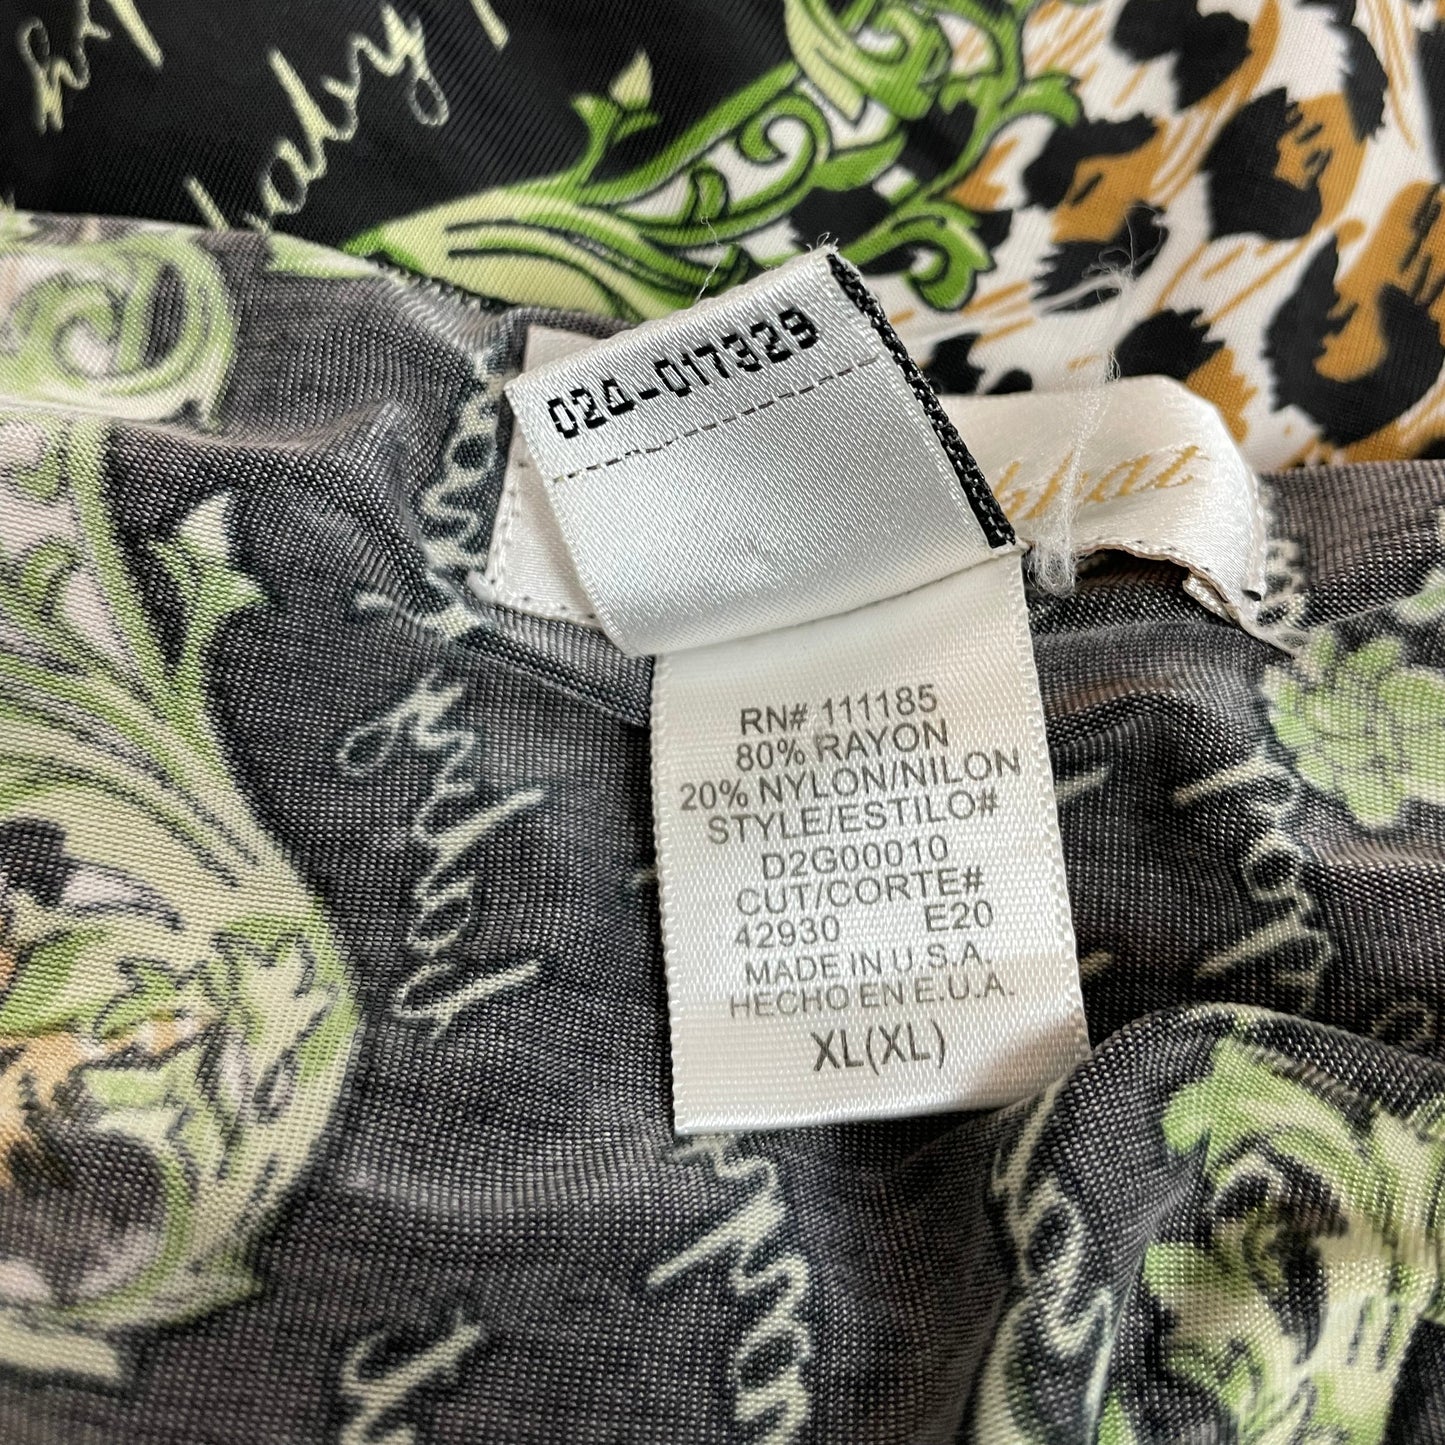 baby
024-017329
RN# 111185
80% RAYON
20% NYLON/NILON
STYLE/ESTILO#
D2G00010
CUT/CORTE#
42930 E20
MADE IN U.S.A.
HECHO EN E.U.A.
XL(XL)